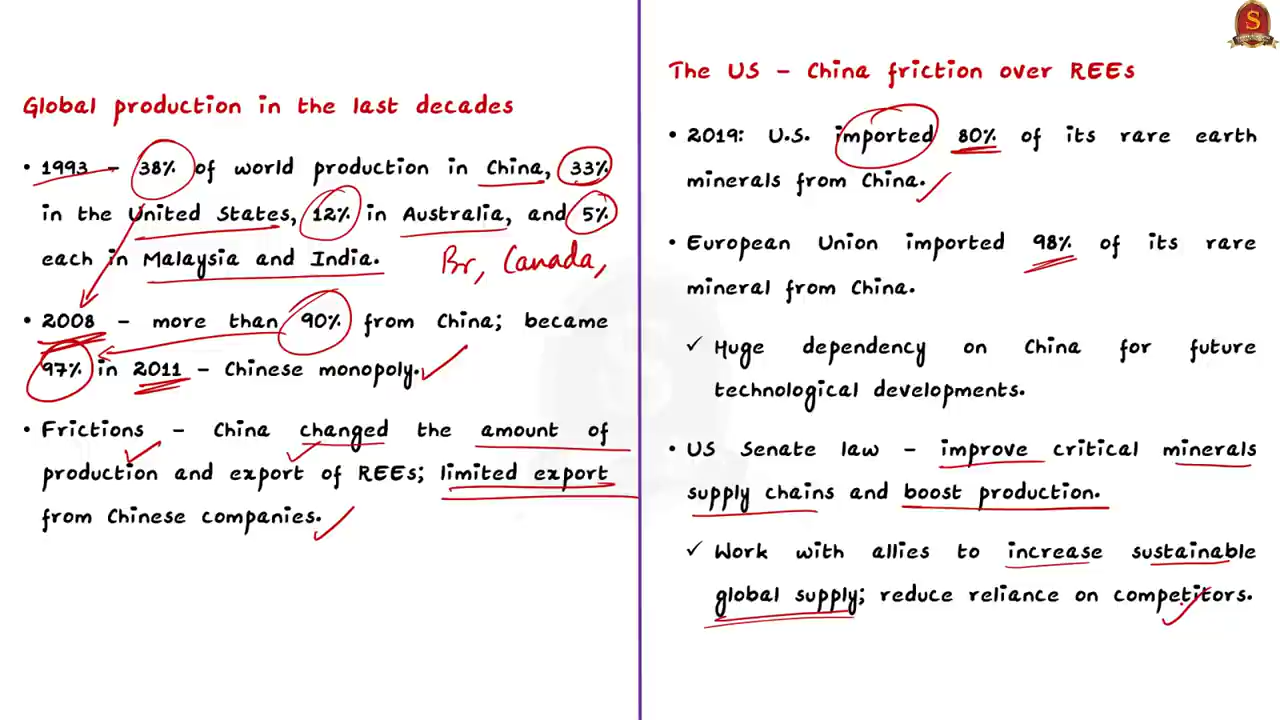 Global production in the last decades
• 1993 – 38% of world production in China, 33%
in the United States, 12% in Australia, and 5%
each in Malaysia and India.
Br, Canada,
• 2008 – more than 90% from China; became
97% in 2011 – Chinese monopoly.
• Frictions – China changed the amount of
production and export of REEs; limited export
from Chinese companies.
The US – China friction over REEs
• 2019: U.S. imported 80% of its rare earth
minerals from China.
• European Union imported 98% of its rare
mineral from China.
✓ Huge dependency on China for future
technological developments.
• US Senate law – improve critical minerals
supply chains and boost production.
✓ Work with allies to increase sustainable
global supply; reduce reliance on competitors.